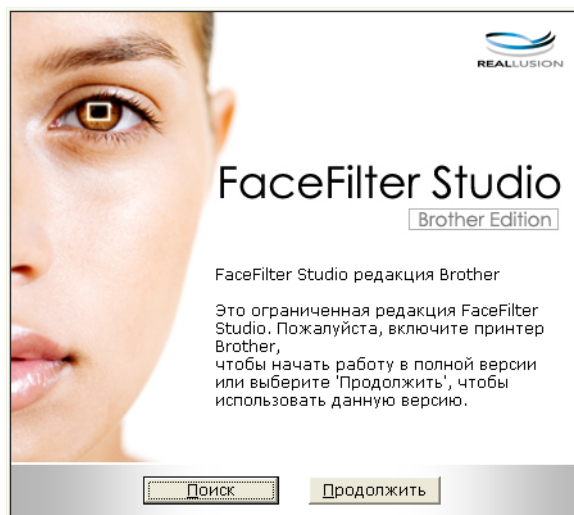 REALLUSION
FaceFilter Studio
Brother Edition
FaceFilter Studio редакция Brother
Это ограниченная редакция FaceFilter
Studio. Пожалуйста, включите принтер
Brother,
чтобы начать работу в полной версии
или выберите 'Продолжить', чтобы
использовать данную версию.
Поиск
Продолжить